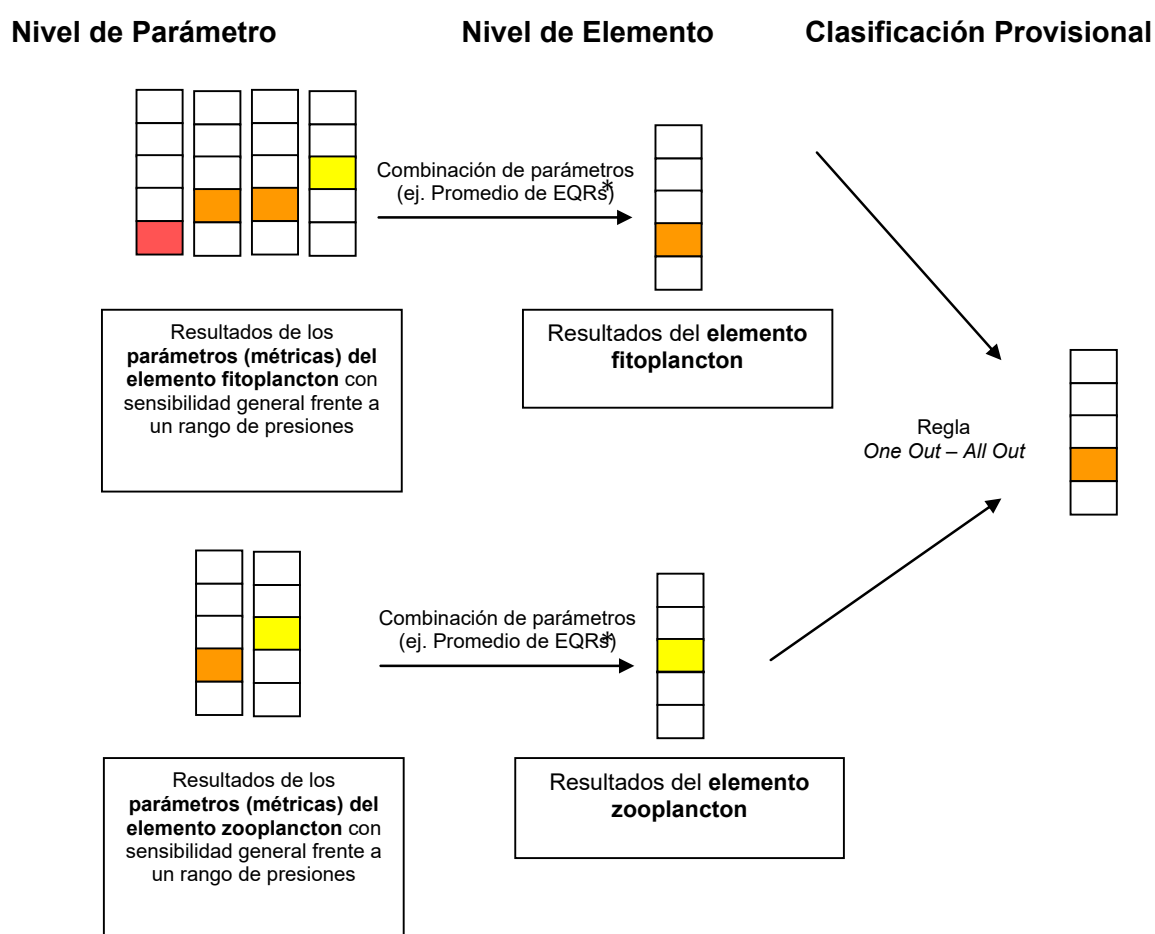 Nivel de Parámetro
Nivel de Elemento
Clasificación Provisional
Combinación de parámetros
(ej. Promedio de EQRs*)
Resultados de los
parámetros (métricas) del
elemento fitoplancton con
sensibilidad general frente a
un rango de presiones
Resultados del elemento
fitoplancton
Regla
One Out – All Out
Combinación de parámetros
(ej. Promedio de EQRs*)
Resultados de los
parámetros (métricas) del
elemento zooplancton con
sensibilidad general frente a
un rango de presiones
Resultados del elemento
zooplancton